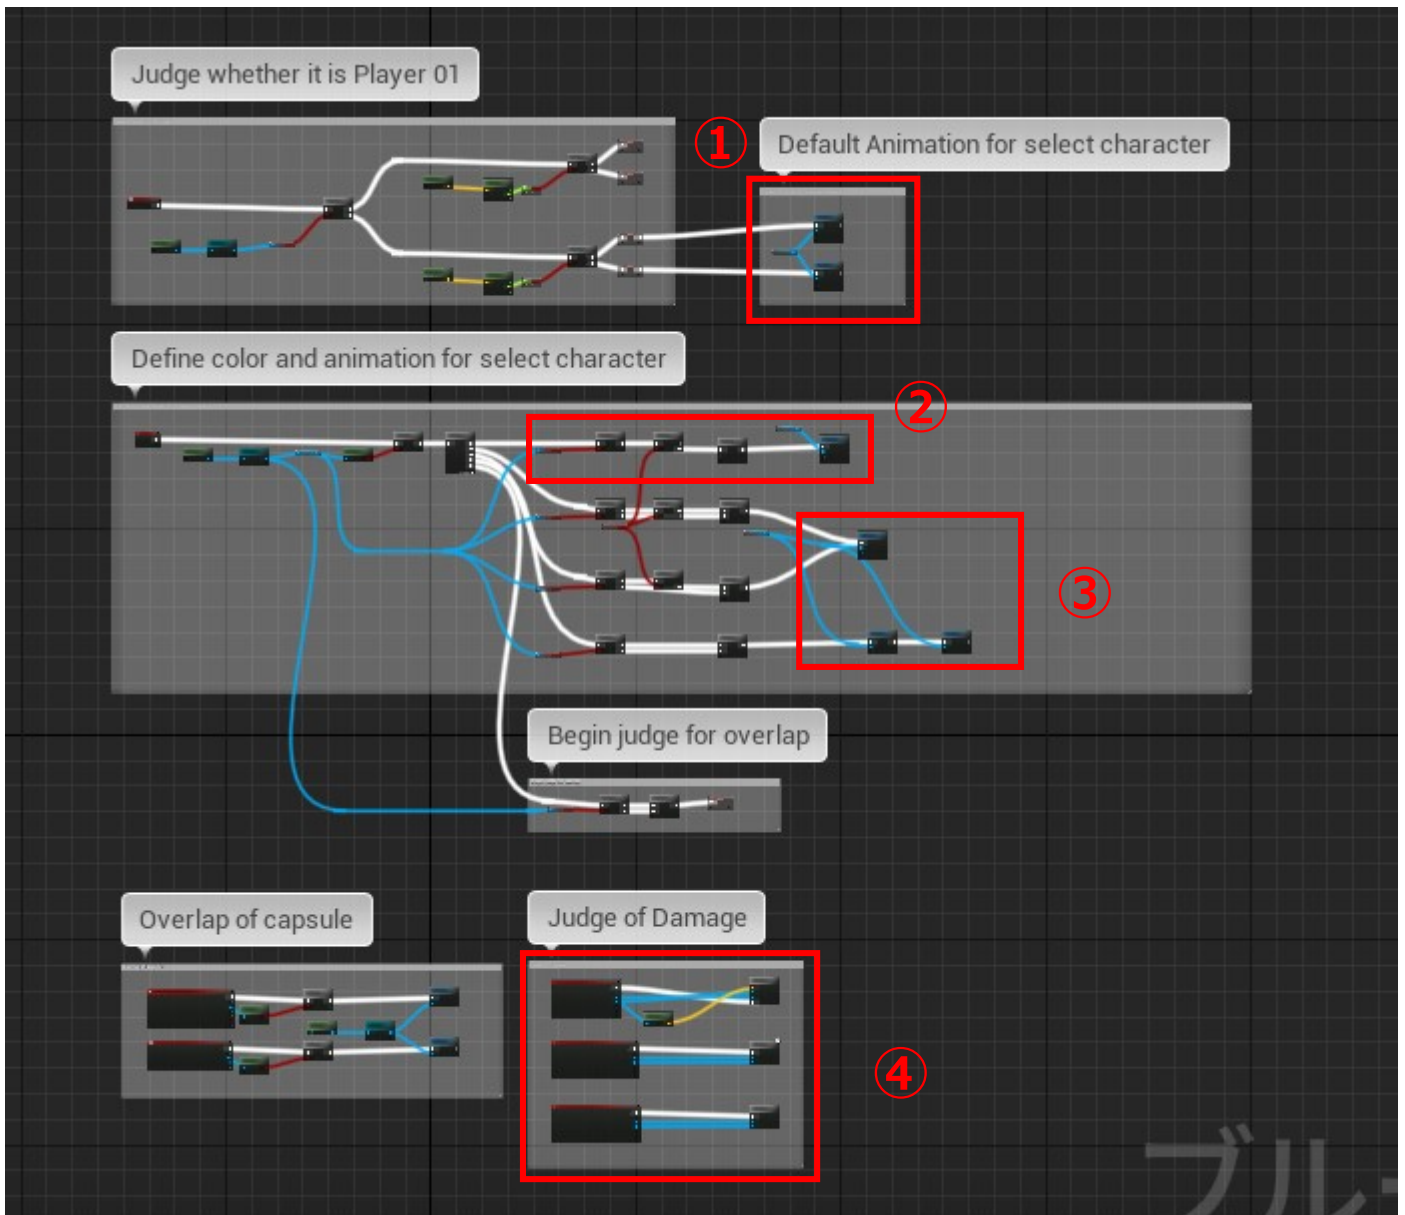 Judge whether it is Player 01
①
Default Animation for select character
Define color and animation for select character
②
③
Begin judge for overlap
Overlap of capsule
Judge of Damage
④
ブル